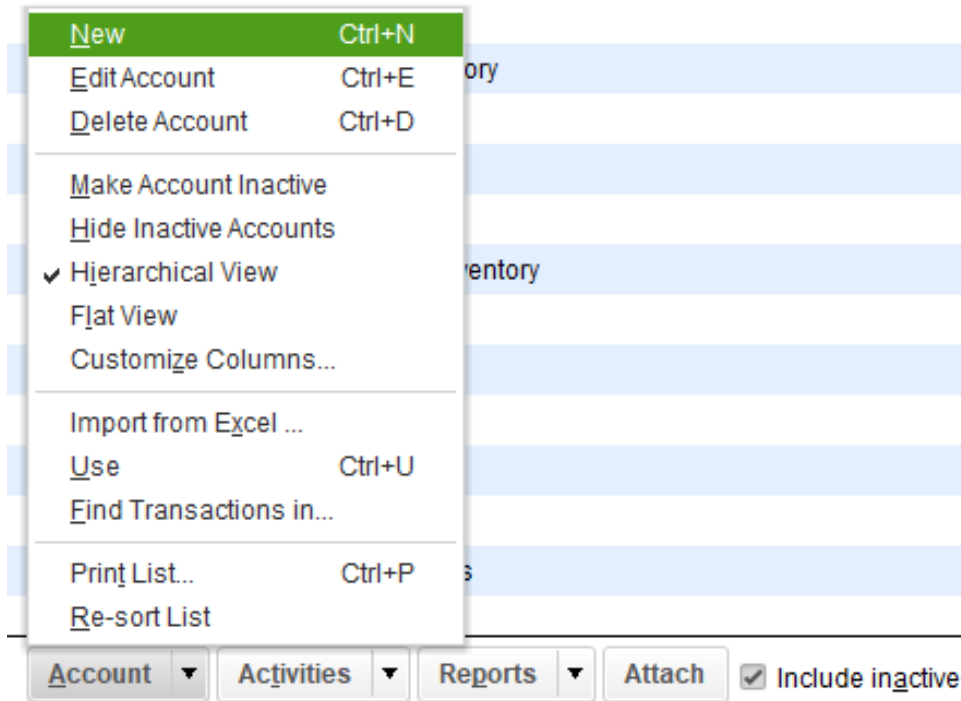 New Ctrl+N
Edit Account Ctrl+E
ory
Delete Account Ctrl+D
Make Account Inactive
Hide Inactive Accounts
Hierarchical View
entory
Flat View
Customize Columns...
Import from Excel ...
Use Ctrl+U
Find Transactions in...
Print List... Ctrl+P
s
Re-sort List
Account Activities Reports Attach Include inactive